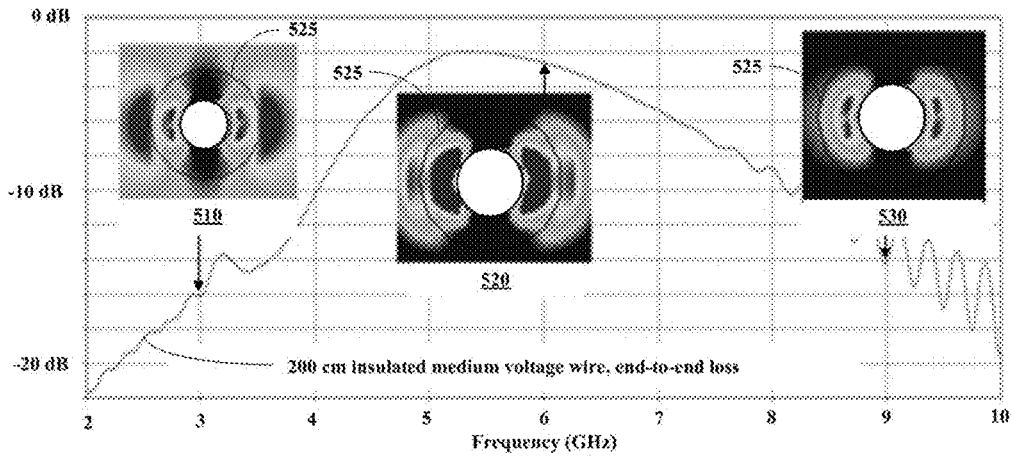 0 dB
525
525
525
-10 dB
510
520
530
-20 dB
200 cm insulated medium voltage wire, end-to-end loss
2 3 4 5 6 7 8 9 10
Frequency (GHz)